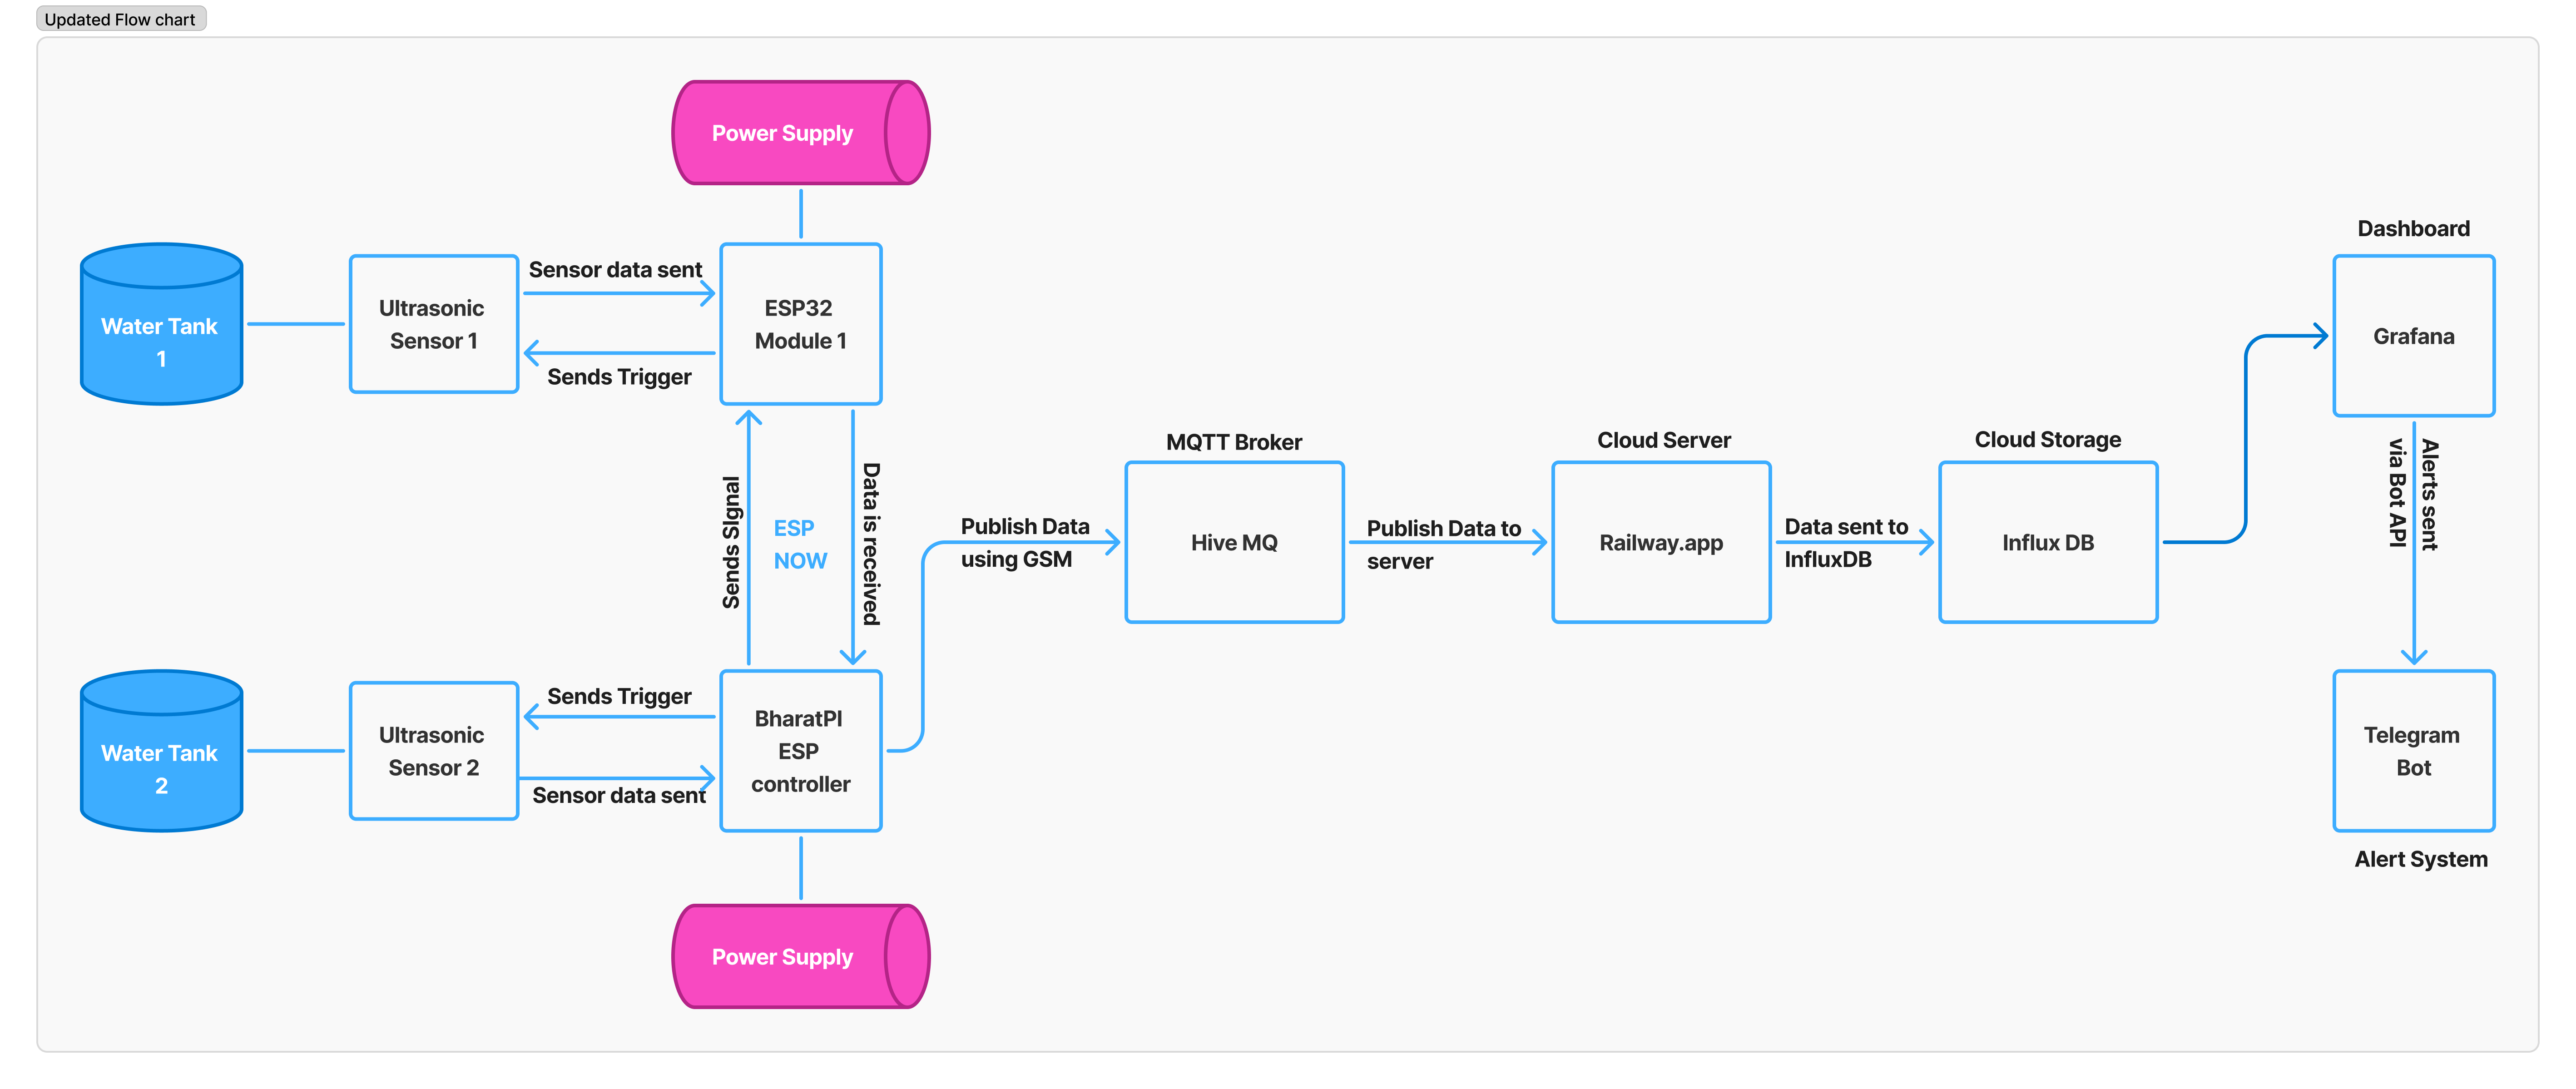 Updated Flow chart
Power Supply
Water Tank
1
Ultrasonic
Sensor 1
Sensor data sent
Sends Trigger
ESP32
Module 1
Sends SIgnal
ESP
NOW
Data is received
Water Tank
2
Ultrasonic
Sensor 2
Sends Trigger
Sensor data sent
BharatPI
ESP
controller
Power Supply
Publish Data
using GSM
MQTT Broker
Hive MQ
Publish Data to
server
Cloud Server
Railway.app
Data sent to
InfluxDB
Cloud Storage
Influx DB
Dashboard
Grafana
Alerts sent
via Bot API
Telegram
Bot
Alert System